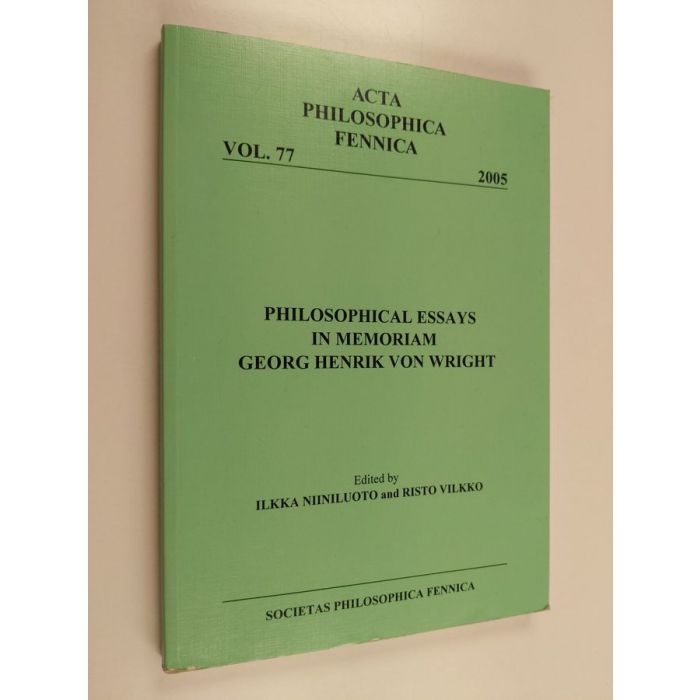 ACTA
PHILOSOPHICA
FENNICA
VOL. 77
2005
PHILOSOPHICAL ESSAYS
IN MEMORIAM
GEORG HENRIK VON WRIGHT
Edited by
ILKKA NIINILUOTO and RISTO VILKKO
SOCIETAS PHILOSOPHICA FENNICA